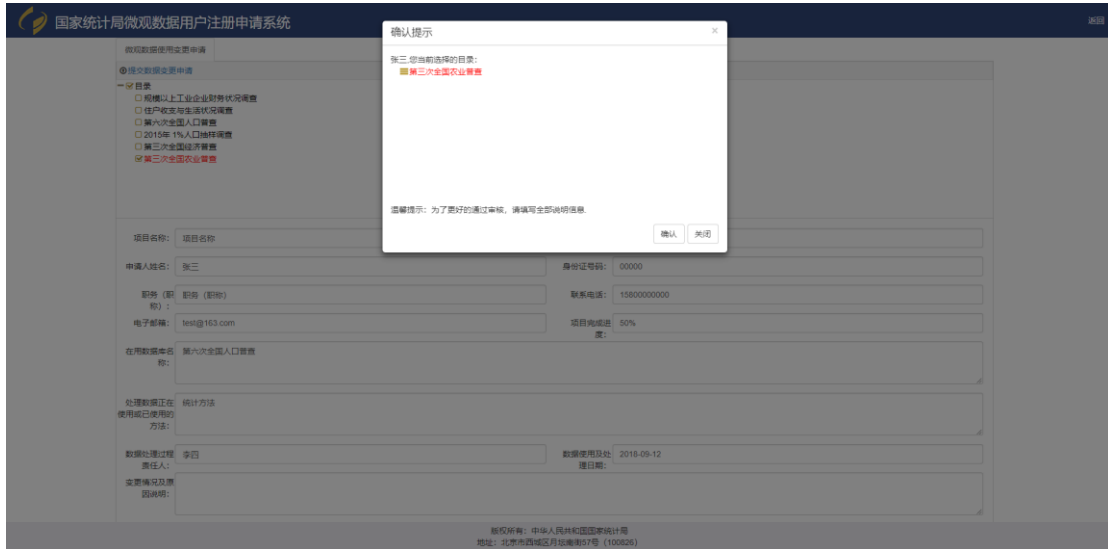 国家统计局微观数据用户注册申请系统
返回
微观数据使用变更申请
提交数据变更申请
目录
规模以上工业企业财务状况调查
住户收支与生活状况调查
第六次全国人口普查
2015年 1%人口抽样调查
第三次全国经济普查
第三次全国农业普查
确认提示
×
张三,您当前选择的目录:
第三次全国农业普查
温馨提示: 为了更好的通过审核, 请填写全部说明信息.
确认 关闭
项目名称: 项目名称
申请人姓名: 张三 身份证号码: 00000
职务 (职 职务 (职称) 联系电话: 15800000000
称) :
电子邮箱: test@163.com 项目完成进 50%
度:
在用数据库名 第六次全国人口普查
称:
处理数据正在 统计方法
使用或已使用的
方法:
数据处理过程 李四 数据使用及处 2018-09-12
责任人: 理日期:
变更情况及原
因说明:
版权所有: 中华人民共和国国家统计局
地址: 北京市西城区月坛南街57号 (100826)